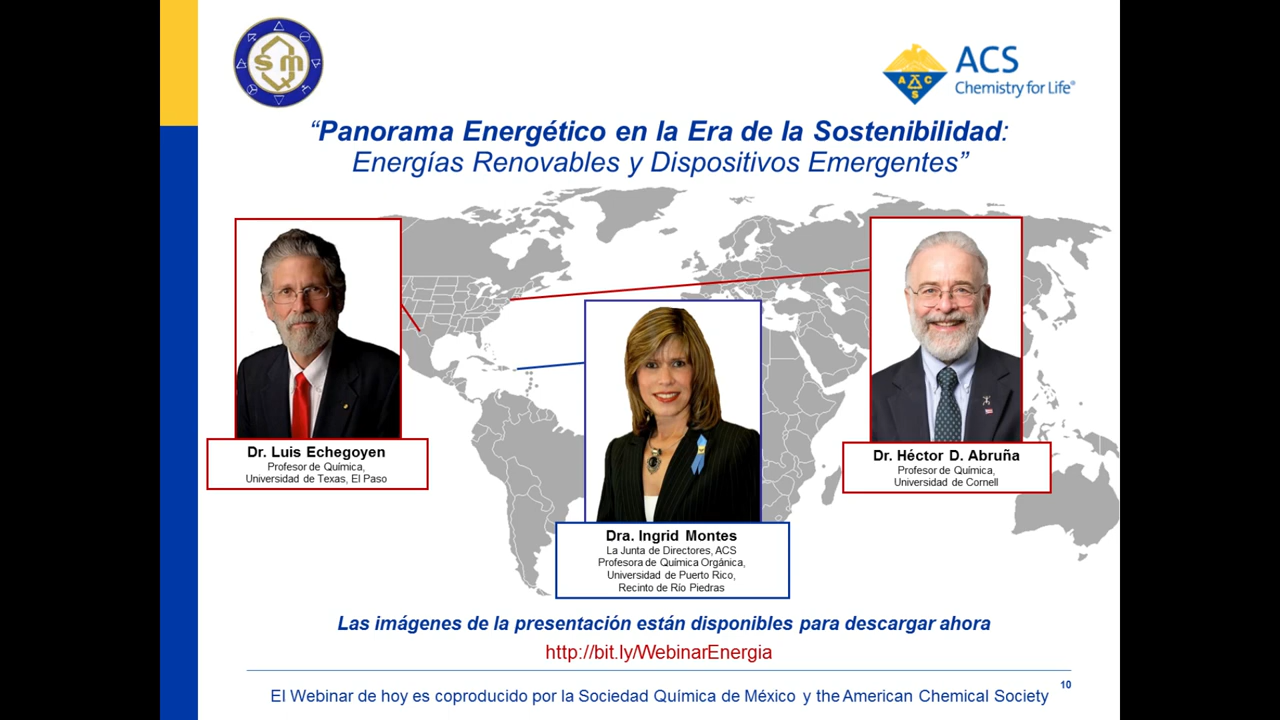 S M Q
ACS
Chemistry for Life®
A C S
“Panorama Energético en la Era de la Sostenibilidad:
Energías Renovables y Dispositivos Emergentes”
Dr. Luis Echegoyen
Profesor de Química,
Universidad de Texas, El Paso
Dra. Ingrid Montes
La Junta de Directores, ACS
Profesora de Química Orgánica,
Universidad de Puerto Rico,
Recinto de Río Piedras
Dr. Héctor D. Abruña
Profesor de Química,
Universidad de Cornell
Las imágenes de la presentación están disponibles para descargar ahora
http://bit.ly/WebinarEnergia
10
El Webinar de hoy es coproducido por la Sociedad Química de México y the American Chemical Society